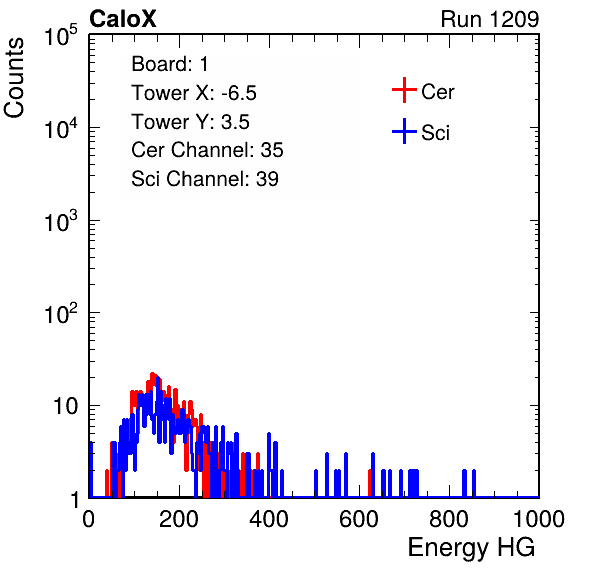 CaloX Run 1209
Counts
Board: 1
Tower X: -6.5
Tower Y: 3.5
Cer Channel: 35
Sci Channel: 39
Cer
Sci
10^5
10^4
10^3
10^2
10
1
0 200 400 600 800 1000
Energy HG